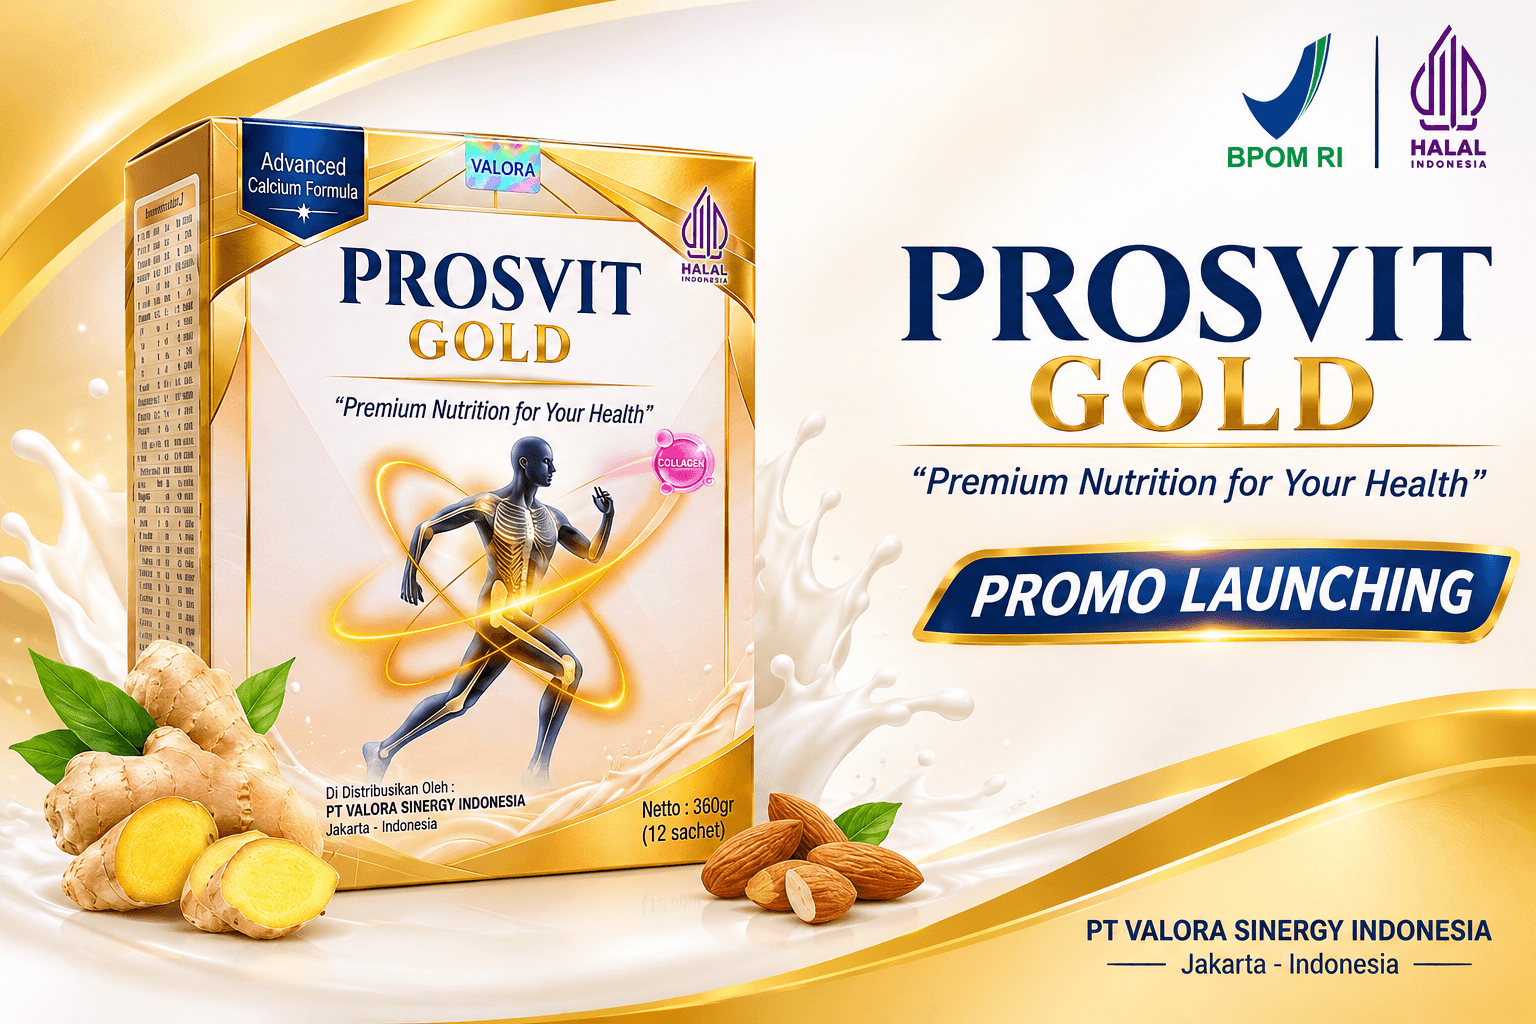 Advanced
Calcium Formula
VALORA
HALAL
INDONESIA
PROSVIT
GOLD
“Premium Nutrition for Your Health”
COLLAGEN
Di Distribusikan Oleh :
PT VALORA SINERGY INDONESIA
Jakarta - Indonesia
Netto : 360gr
(12 sachet)
BPOM RI
HALAL
INDONESIA
PROSVIT
GOLD
“Premium Nutrition for Your Health”
PROMO LAUNCHING
PT VALORA SINERGY INDONESIA
Jakarta - Indonesia